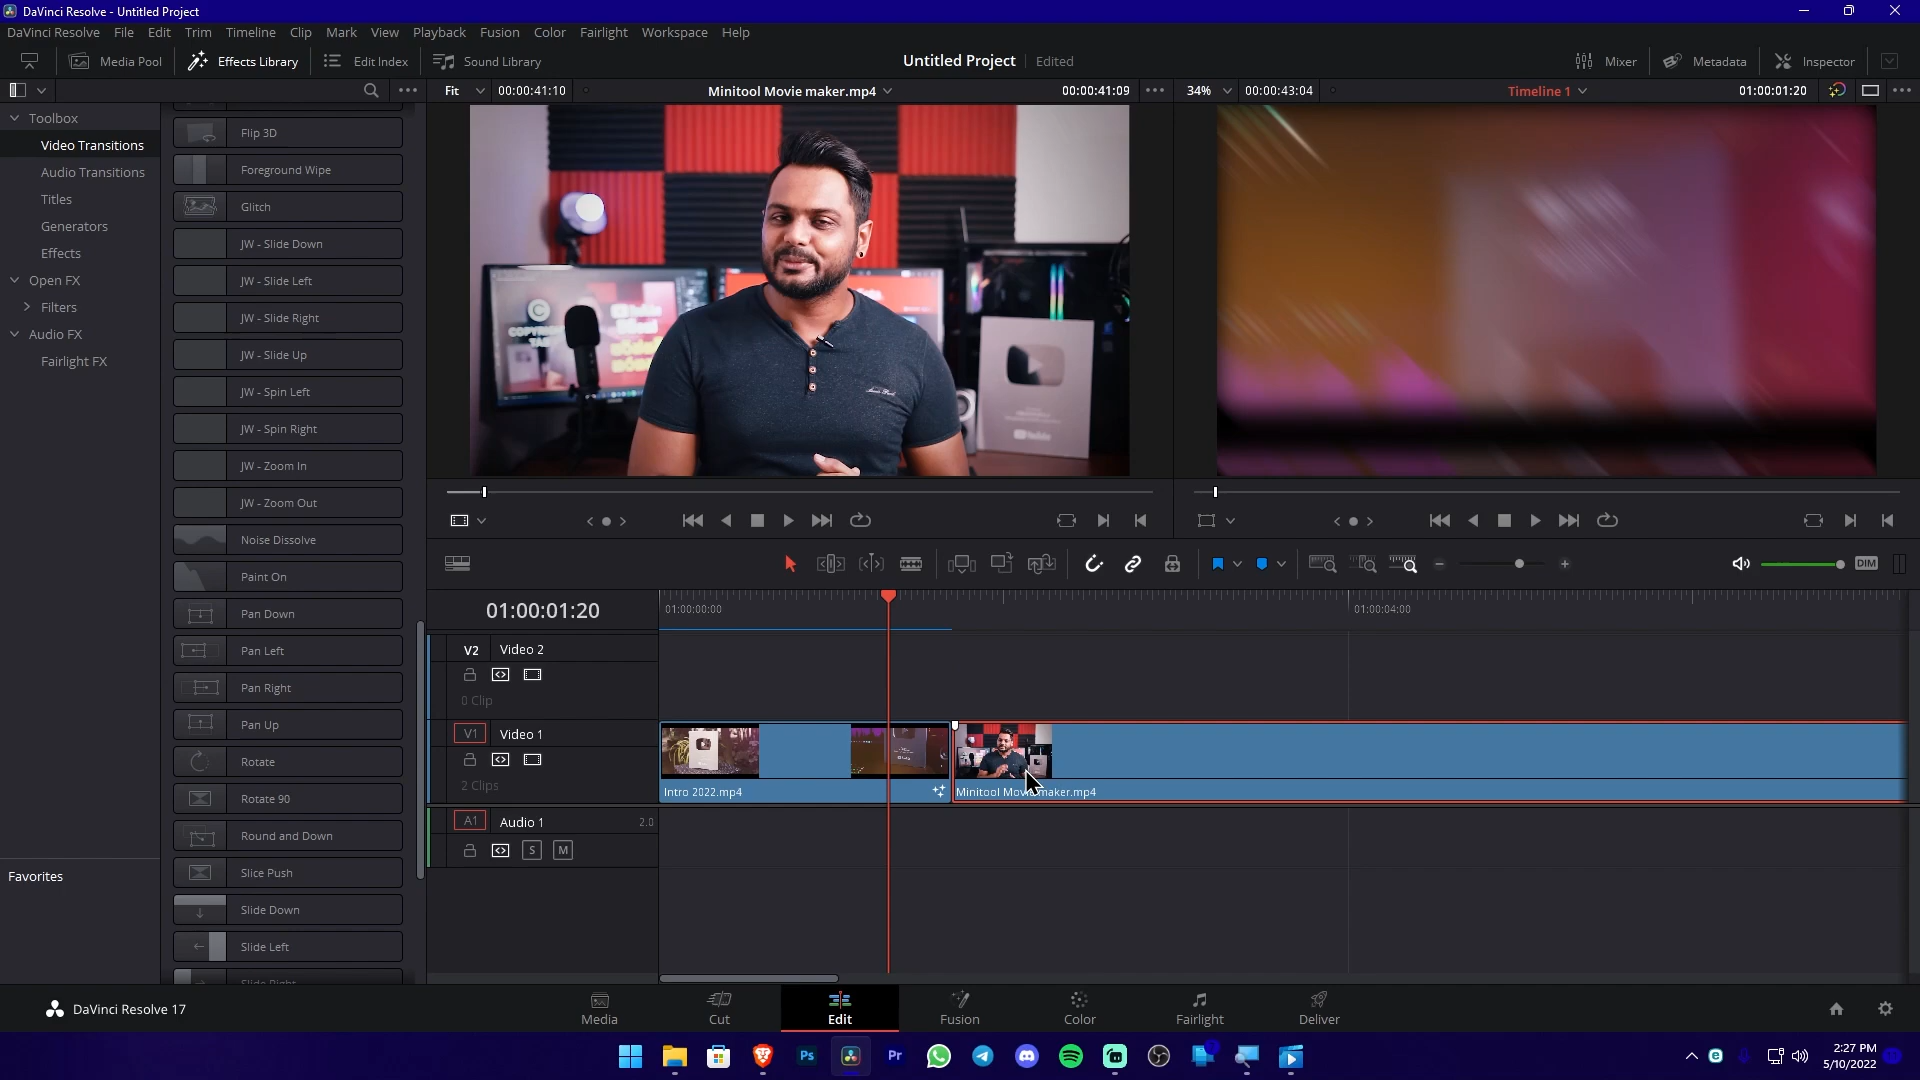 DaVinci Resolve - Untitled Project
DaVinci Resolve File Edit Trim Timeline Clip Mark View Playback Fusion Color Fairlight Workspace Help
Media Pool Effects Library Edit Index Sound Library Untitled Project Edited Mixer Metadata Inspector
Fit 00:00:41:10 Minitool Movie maker.mp4 00:00:41:09 34% 00:00:43:04 Timeline 1 01:00:01:20
Toolbox
Video Transitions
Audio Transitions
Titles
Generators
Effects
Open FX
Filters
Audio FX
Fairlight FX
Favorites
Flip 3D
Foreground Wipe
Glitch
JW - Slide Down
JW - Slide Left
JW - Slide Right
JW - Slide Up
JW - Spin Left
JW - Spin Right
JW - Zoom In
JW - Zoom Out
Noise Dissolve
Paint On
Pan Down
Pan Left
Pan Right
Pan Up
Rotate
Rotate 90
Round and Down
Slice Push
Slide Down
Slide Left
Slide Right
DIM
01:00:01:20 01:00:00:00 01:00:04:00
V2 Video 2
0 Clip
V1 Video 1
2 Clips
Intro 2022.mp4
A1 Audio 1 2.0
S M
DaVinci Resolve 17
Media Cut Edit Fusion Color Fairlight Deliver
Ps Pr
2:27 PM
5/10/2022